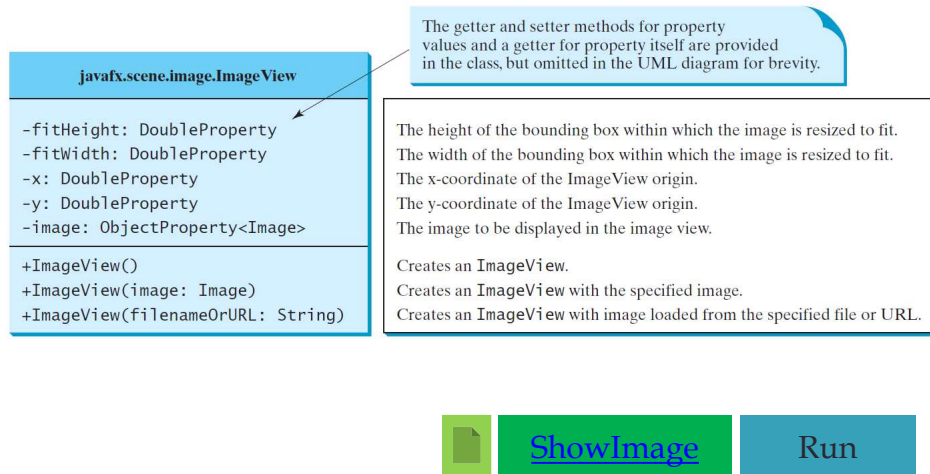 The getter and setter methods for property
values and a getter for property itself are provided
in the class, but omitted in the UML diagram for brevity.
javafx.scene.image.ImageView
-fitHeight: DoubleProperty
-fitWidth: DoubleProperty
-x: DoubleProperty
-y: DoubleProperty
-image: ObjectProperty<Image>
+ImageView()
+ImageView(image: Image)
+ImageView(filenameOrURL: String)
The height of the bounding box within which the image is resized to fit.
The width of the bounding box within which the image is resized to fit.
The x-coordinate of the ImageView origin.
The y-coordinate of the ImageView origin.
The image to be displayed in the image view.
Creates an ImageView.
Creates an ImageView with the specified image.
Creates an ImageView with image loaded from the specified file or URL.
ShowImage
Run